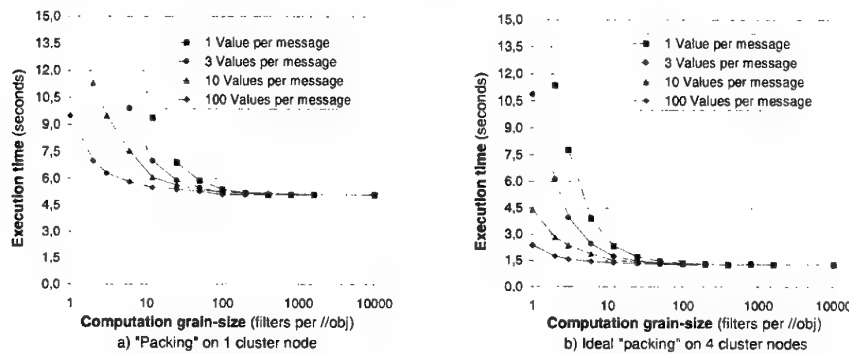 15,0
13,5
12,0
10,5
9,0
7,5
6,0
4,5
3,0
1,5
0,0
Execution time (seconds)
1 Value per message
3 Values per message
10 Values per message
100 Values per message
1 10 100 1000 10000
Computation grain-size (filters per //obj)
a) "Packing" on 1 cluster node
15,0
13,5
12,0
10,5
9,0
7,5
6,0
4,5
3,0
1,5
0,0
Execution time (seconds)
1 Value per message
3 Values per message
10 Values per message
100 Values per message
1 10 100 1000 10000
Computation grain-size (filters per //obj)
b) Ideal "packing" on 4 cluster nodes